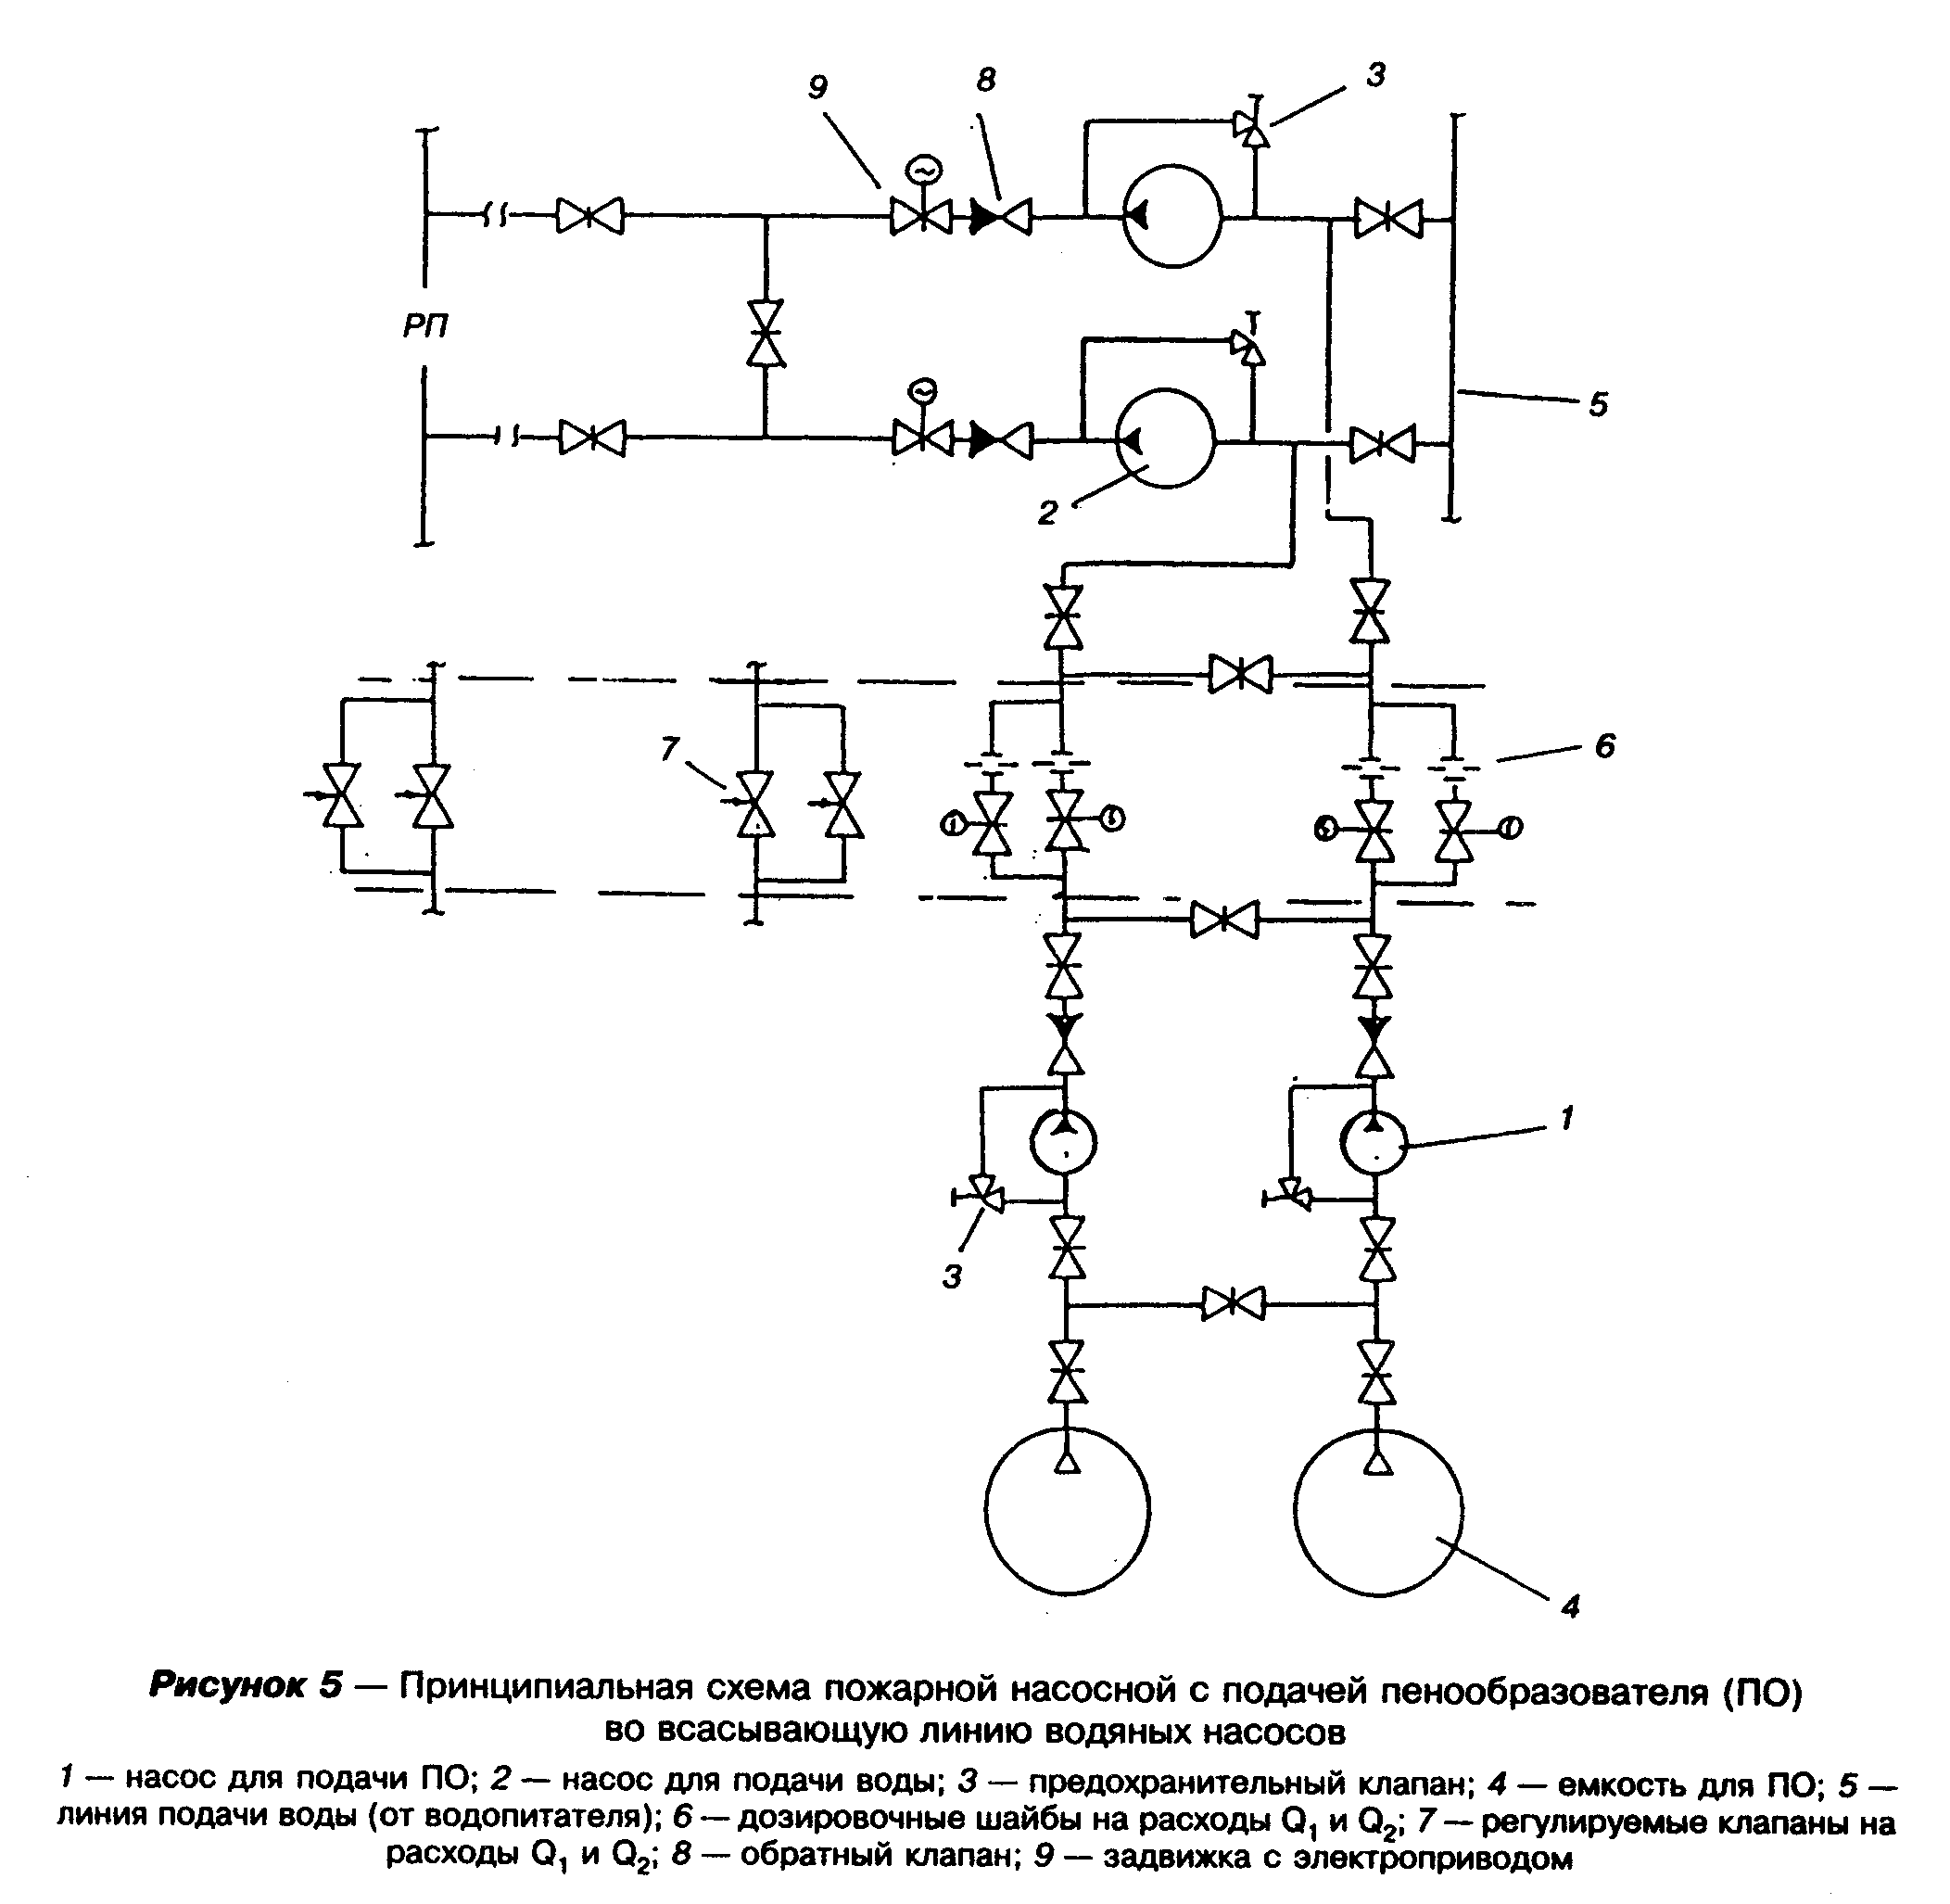 9
8
3
РП
5
2
7
6
1
3
4
Рисунок 5 — Принципиальная схема пожарной насосной с подачей пенообразователя (ПО)
во всасывающую линию водяных насосов
1 — насос для подачи ПО; 2 — насос для подачи воды; 3 — предохранительный клапан; 4 — емкость для ПО; 5 —
линия подачи воды (от водопитателя); 6 — дозировочные шайбы на расходы Q₁ и Q₂; 7 — регулируемые клапаны на
расходы Q₁ и Q₂; 8 — обратный клапан; 9 — задвижка с электроприводом